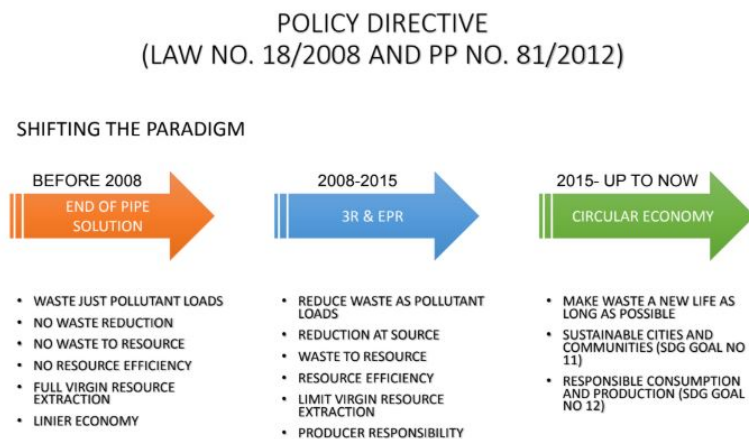 POLICY DIRECTIVE
(LAW NO. 18/2008 AND PP NO. 81/2012)
SHIFTING THE PARADIGM
BEFORE 2008
END OF PIPE
SOLUTION
• WASTE JUST POLLUTANT LOADS
• NO WASTE REDUCTION
• NO WASTE TO RESOURCE
• NO RESOURCE EFFICIENCY
• FULL VIRGIN RESOURCE
EXTRACTION
• LINIER ECONOMY
2008-2015
3R & EPR
• REDUCE WASTE AS POLLUTANT
LOADS
• REDUCTION AT SOURCE
• WASTE TO RESOURCE
• RESOURCE EFFICIENCY
• LIMIT VIRGIN RESOURCE
EXTRACTION
• PRODUCER RESPONSIBILITY
2015- UP TO NOW
CIRCULAR ECONOMY
• MAKE WASTE A NEW LIFE AS
LONG AS POSSIBLE
• SUSTAINABLE CITIES AND
COMMUNITIES (SDG GOAL NO
11)
• RESPONSIBLE CONSUMPTION
AND PRODUCTION (SDG GOAL
NO 12)